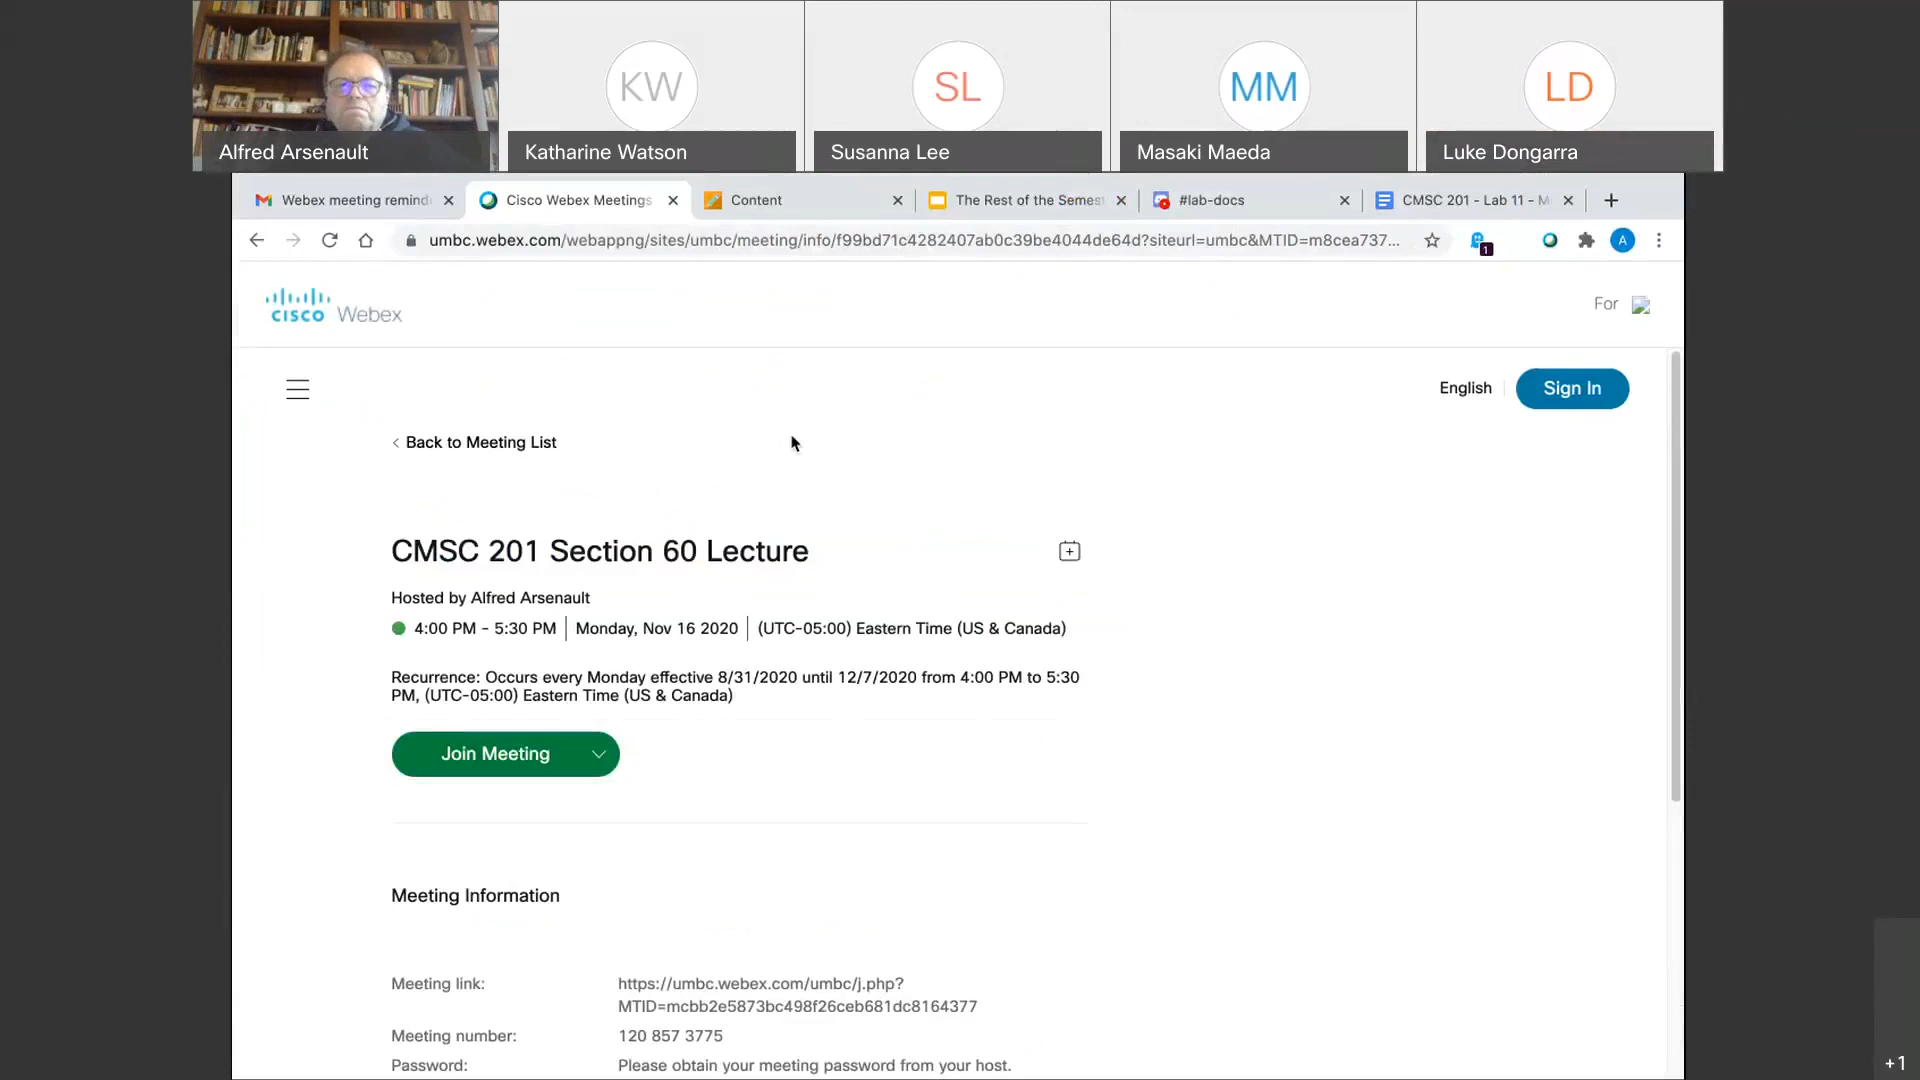 KW
SL
MM
LD
Alfred Arsenault
Katharine Watson
Susanna Lee
Masaki Maeda
Luke Dongarra
Webex meeting remind
Cisco Webex Meetings
Content
The Rest of the Semest
#lab-docs
CMSC 201 - Lab 11 - M
umbc.webex.com/webappng/sites/umbc/meeting/info/f99bd71c4282407ab0c39be4044de64d?siteurl=umbc&MTID=m8cea737...
1
A
CISCO Webex
For
English
Sign In
Back to Meeting List
CMSC 201 Section 60 Lecture
Hosted by Alfred Arsenault
4:00 PM - 5:30 PM | Monday, Nov 16 2020 | (UTC-05:00) Eastern Time (US & Canada)
Recurrence: Occurs every Monday effective 8/31/2020 until 12/7/2020 from 4:00 PM to 5:30
PM, (UTC-05:00) Eastern Time (US & Canada)
Join Meeting
Meeting Information
Meeting link: https://umbc.webex.com/umbc/j.php?
MTID=mcbb2e5873bc498f26ceb681dc8164377
Meeting number: 120 857 3775
Password: Please obtain your meeting password from your host.
+1